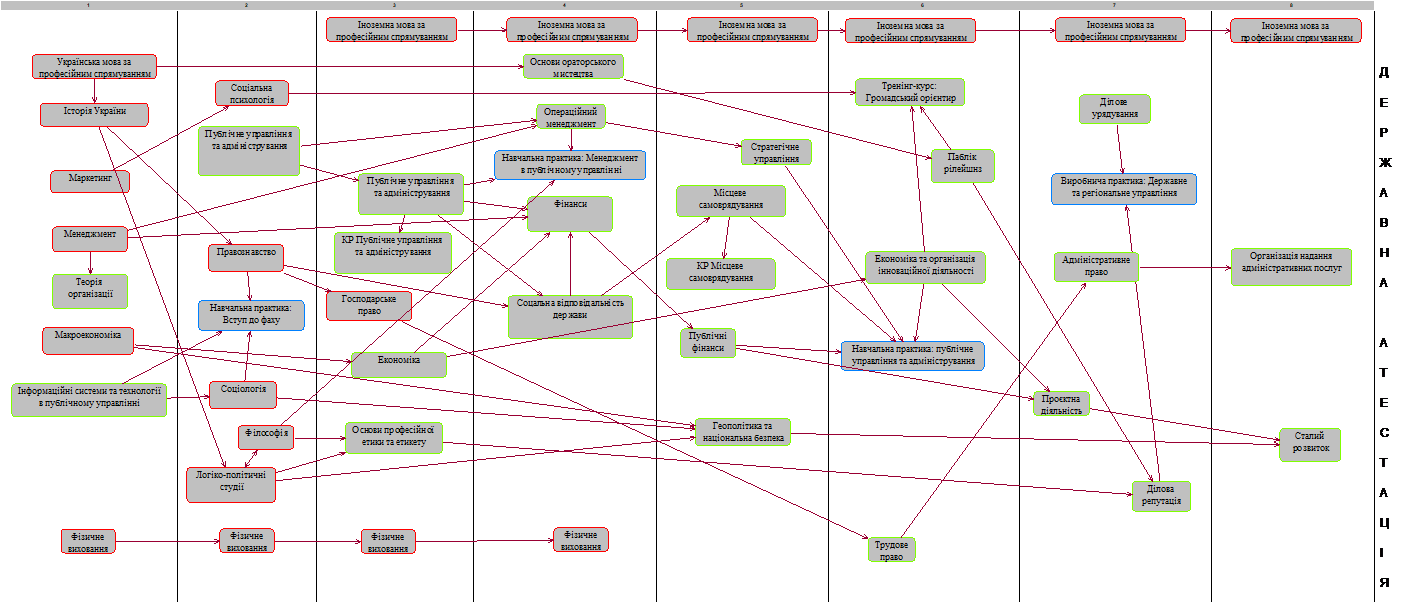 1 2 3 4 5 6 7 8
Українська мова за
професійним спрямуванням
Історія України
Маркетинг
Менеджмент
Теорія
організації
Макроекономіка
Інформаційні системи та технології
в публічному управлінні
Фізичне
виховання
Соціальна
психологія
Публічне управління
та адміністрування
Правознавство
Навчальна практика:
Вступ до фаху
Соціологія
Філософія
Логіко-політичні
студії
Фізичне
виховання
Іноземна мова за
професійним спрямуванням
Публічне управління
та адміністрування
КР Публічне управління
та адміністрування
Господарське
право
Економіка
Основи професійної
етики та етикету
Фізичне
виховання
Іноземна мова за
професійним спрямуванням
Основи ораторського
мистецтва
Операційний
менеджмент
Навчальна практика: Менеджмент
в публічному управлінні
Фінанси
Соціальна відповідальність
держави
Фізичне
виховання
Іноземна мова за
професійним спрямуванням
Стратегічне
управління
Місцеве
самоврядування
КР Місцеве
самоврядування
Публічні
фінанси
Геополітика та
національна безпека
Іноземна мова за
професійним спрямуванням
Тренінг-курс:
Громадський орієнтир
Паблік
рілейшнз
Економіка та організація
інноваційної діяльності
Навчальна практика: публічне
управління та адміністрування
Трудове
право
Іноземна мова за
професійним спрямуванням
Ділове
урядування
Виробнича практика: Державне
та регіональне управління
Адміністративне
право
Проєктна
діяльність
Ділова
репутація
Іноземна мова за
професійним спрямуванням
Організація надання
адміністративних послуг
Сталий
розвиток
ДЕРЖАВНА АТЕСТАЦІЯ